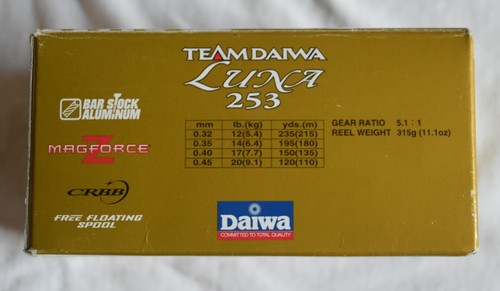 TEAMDAIWA
LUNA
253
BAR STOCK
ALUMINUM
MAGFORCE Z
CRBB
FREE FLOATING
SPOOL
mm lb.(kg) yds.(m)
0.32 12(5.4) 235(215)
0.35 14(6.4) 195(180)
0.40 17(7.7) 150(135)
0.45 20(9.1) 120(110)
GEAR RATIO 5.1 : 1
REEL WEIGHT 315g (11.1oz)
Daiwa
COMMITTED TO TOTAL QUALITY